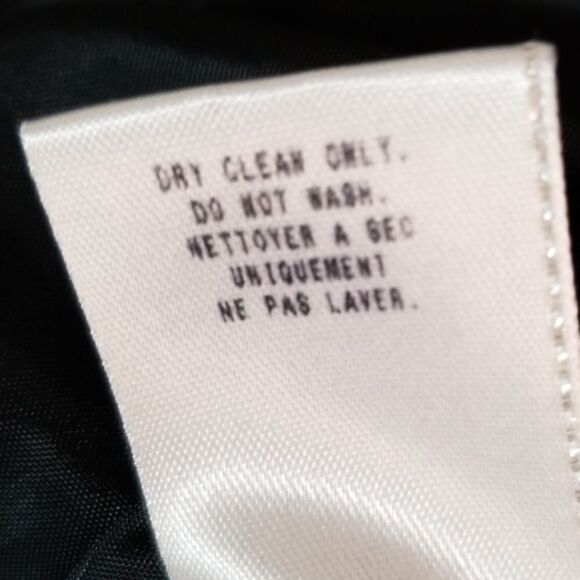 DRY CLEAN ONLY.
DO NOT WASH.
NETTOYER A SEC
UNIQUEMENT
NE PAS LAVER.